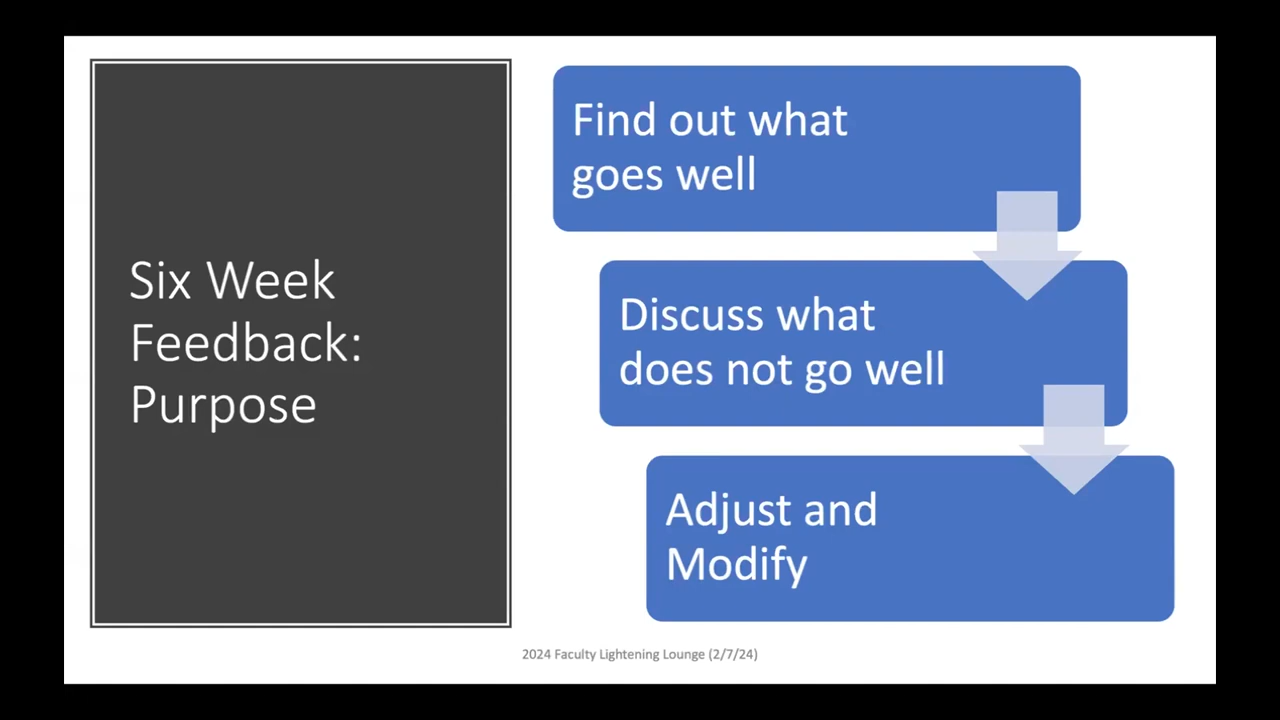 Six Week
Feedback:
Purpose
Find out what
goes well
Discuss what
does not go well
Adjust and
Modify
2024 Faculty Lightening Lounge (2/7/24)